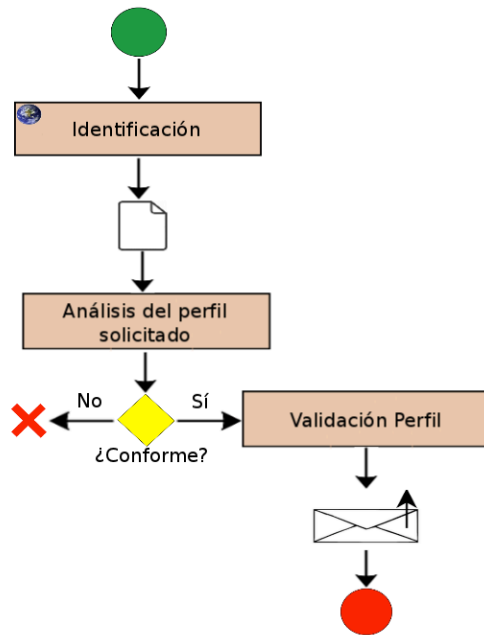 Identificación
Análisis del perfil
solicitado
No
Sí
¿Conforme?
Validación Perfil